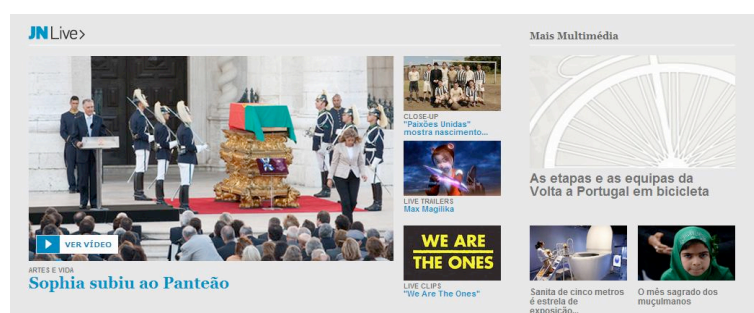 JNLive>
VER VÍDEO
ARTES E VIDA
Sophia subiu ao Panteão
CLOSE-UP
"Paixões Unidas"
mostra nascimento...
LIVE TRAILERS
Max Magilika
WE ARE
THE ONES
LIVE CLIPS
"We Are The Ones"
Mais Multimédia
As etapas e as equipas da
Volta a Portugal em bicicleta
Sanita de cinco metros
é estrela de
exposição...
O mês sagrado dos
muçulmanos